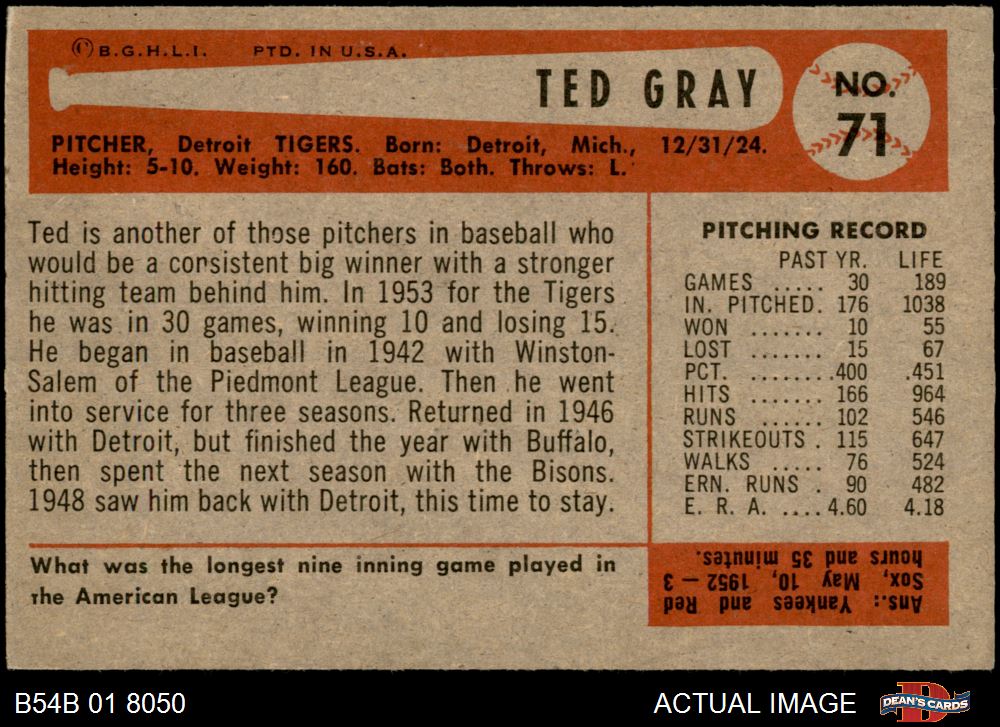 ©B.G.H.L.I. PTD. IN U.S.A.
TED GRAY
NO.
71
PITCHER, Detroit TIGERS. Born: Detroit, Mich., 12/31/24.
Height: 5-10. Weight: 160. Bats: Both. Throws: L.
Ted is another of those pitchers in baseball who
would be a consistent big winner with a stronger
hitting team behind him. In 1953 for the Tigers
he was in 30 games, winning 10 and losing 15.
He began in baseball in 1942 with Winston-
Salem of the Piedmont League. Then he went
into service for three seasons. Returned in 1946
with Detroit, but finished the year with Buffalo,
then spent the next season with the Bisons.
1948 saw him back with Detroit, this time to stay.
PITCHING RECORD
PAST YR. LIFE
GAMES ..... 30 189
IN. PITCHED. 176 1038
WON ....... 10 55
LOST ....... 15 67
PCT. ........ .400 .451
HITS ....... 166 964
RUNS ...... 102 546
STRIKEOUTS . 115 647
WALKS ..... 76 524
ERN. RUNS . 90 482
E. R. A. .... 4.60 4.18
What was the longest nine inning game played in
the American League?
Ans.: Yankees and Red
Sox, May 10, 1952 — 3
hours and 35 minutes.
B54B 01 8050
ACTUAL IMAGE
D
DEAN'S CARDS